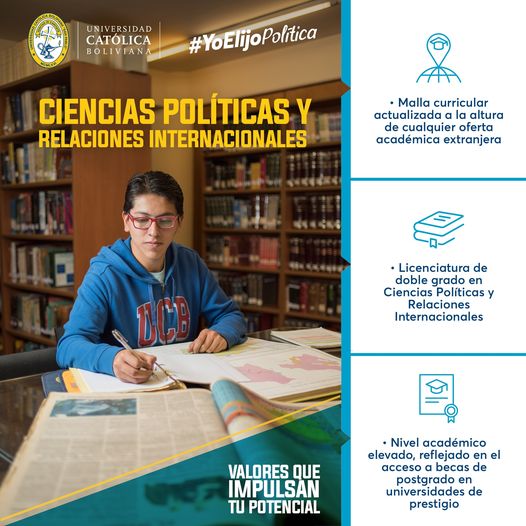 UNIVERSIDAD
CATÓLICA
BOLIVIANA
#YoElijoPolítica
CIENCIAS POLÍTICAS Y
RELACIONES INTERNACIONALES
UCB
VALORES QUE
IMPULSAN
TU POTENCIAL
• Malla curricular
actualizada a la altura
de cualquier oferta
académica extranjera
• Licenciatura de
doble grado en
Ciencias Políticas y
Relaciones
Internacionales
• Nivel académico
elevado, reflejado en el
acceso a becas de
postgrado en
universidades de
prestigio